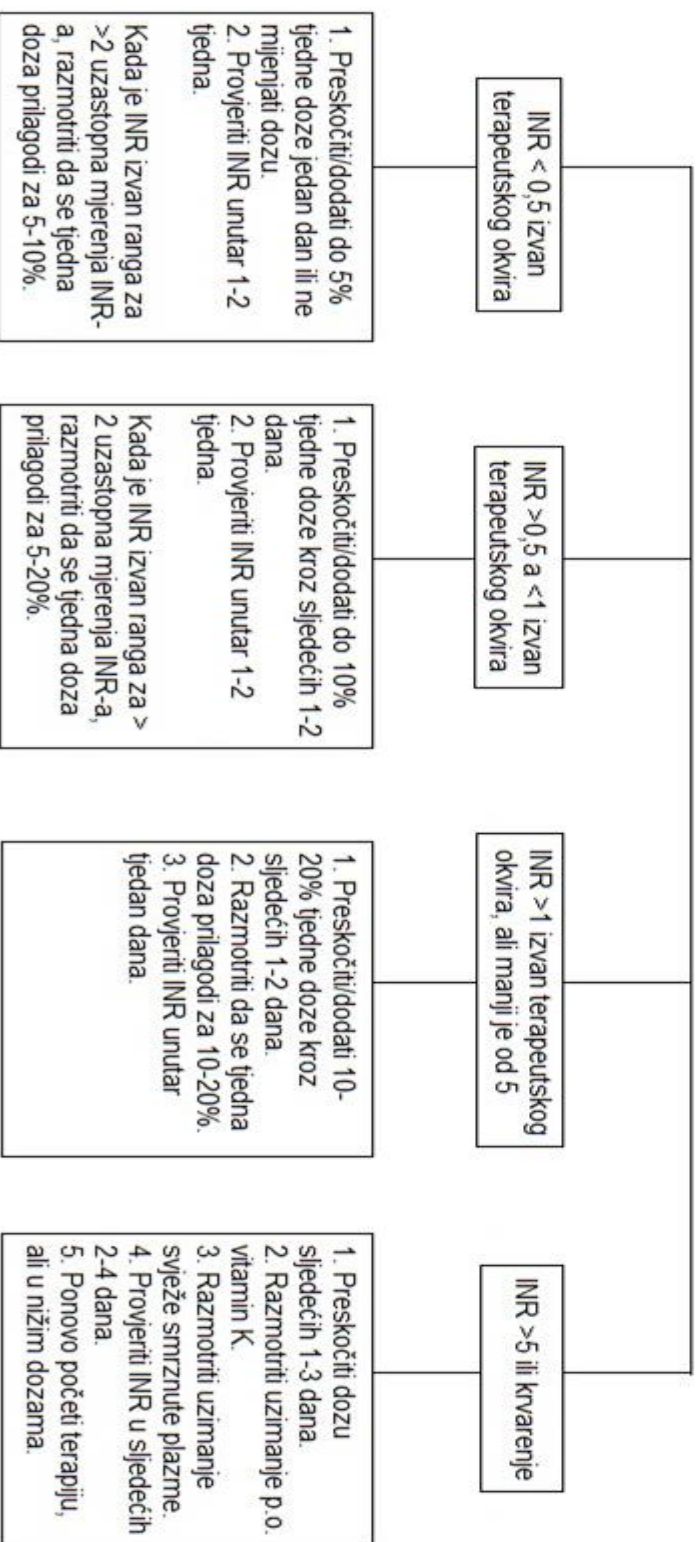 INR < 0,5 izvan
terapeutskog okvira
1. Preskočiti/dodati do 5%
tjedne doze jedan dan ili ne
mijenjati dozu.
2. Provjeriti INR unutar 1-2
tjedna.
Kada je INR izvan ranga za
>2 uzastopna mjerenja INR-
a, razmotriti da se tjedna
doza prilagodi za 5-10%.
INR >0,5 a <1 izvan
terapeutskog okvira
1. Preskočiti/dodati do 10%
tjedne doze kroz sljedećih 1-2
dana.
2. Provjeriti INR unutar 1-2
tjedna.
Kada je INR izvan ranga za >
2 uzastopna mjerenja INR-a,
razmotriti da se tjedna doza
prilagodi za 5-20%.
INR >1 izvan terapeutskog
okvira, ali manji je od 5
1. Preskočiti/dodati 10-
20% tjedne doze kroz
sljedećih 1-2 dana.
2. Razmotriti da se tjedna
doza prilagodi za 10-20%.
3. Provjeriti INR unutar
tjedan dana.
INR >5 ili krvarenje
1. Preskočiti dozu
sljedećih 1-3 dana.
2. Razmotriti uzimanje p.o.
vitamin K.
3. Razmotriti uzimanje
svježe smrznute plazme.
4. Provjeriti INR u sljedećih
2-4 dana.
5. Ponovo početi terapiju,
ali u nižim dozama.